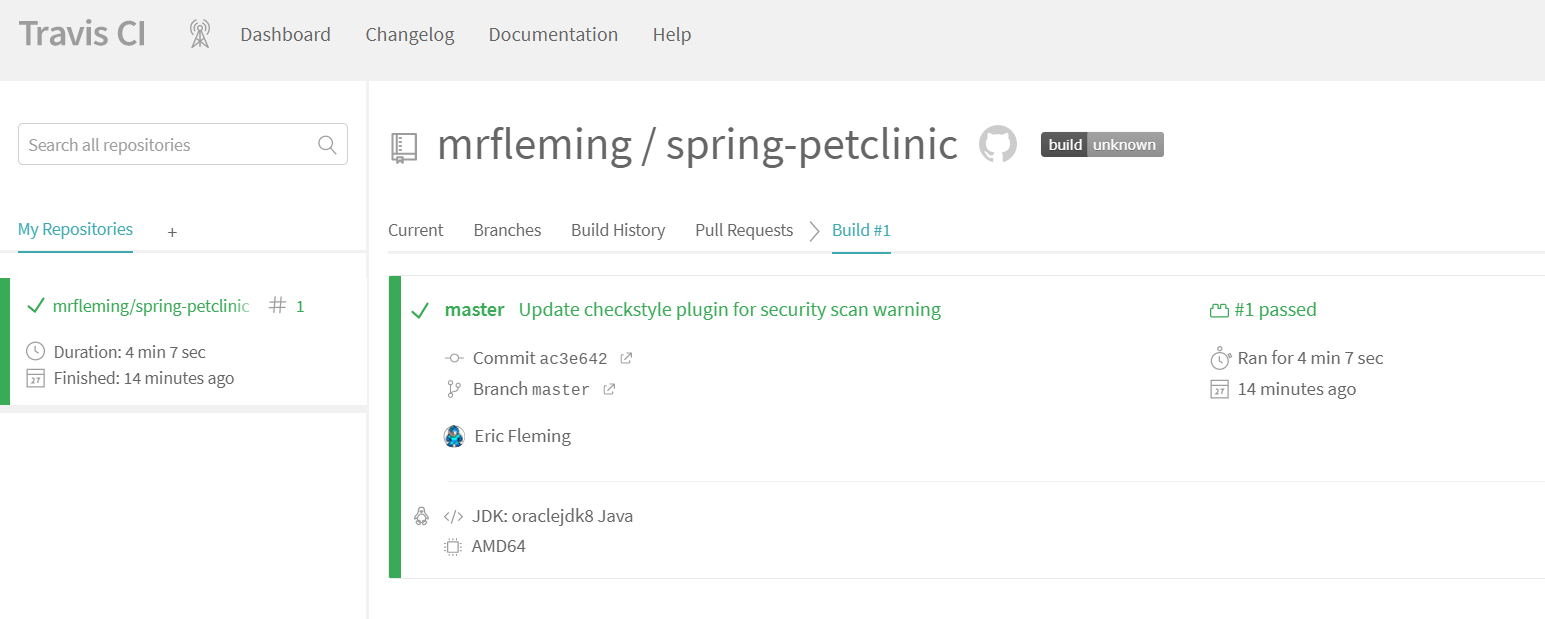 Travis CI Dashboard Changelog Documentation Help
Search all repositories
My Repositories +
mrfleming/spring-petclinic # 1
Duration: 4 min 7 sec
27 Finished: 14 minutes ago
mrfleming / spring-petclinic build unknown
Current Branches Build History Pull Requests Build #1
master Update checkstyle plugin for security scan warning #1 passed
Commit ac3e642 Ran for 4 min 7 sec
Branch master 27 14 minutes ago
Eric Fleming
</> JDK: oraclejdk8 Java
AMD64